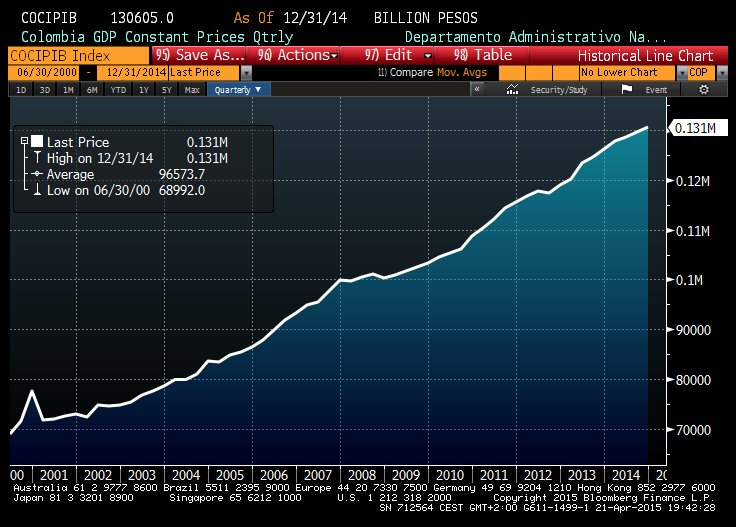 COCIPIB 130605.0 As Of 12/31/14 BILLION PESOS
Colombia GDP Constant Prices Qtrly Departamento Administrativo Na...
COCIPIB Index 95) Save As... 96) Actions 97) Edit 98) Table Historical Line Chart
06/30/2000 - 12/31/2014 Last Price 11) Compare Mov. Avgs No Lower Chart COP
1D 3D 1M 6M YTD 1Y 5Y Max Quarterly ▼ « Security/Study Event
Last Price 0.131M
High on 12/31/14 0.131M
Average 96573.7
Low on 06/30/00 68992.0
0.131M
0.12M
0.11M
0.1M
90000
80000
70000
00 2001 2002 2003 2004 2005 2006 2007 2008 2009 2010 2011 2012 2013 2014 20
Australia 61 2 9777 8600 Brazil 5511 2395 9000 Europe 44 20 7330 7500 Germany 49 69 9204 1210 Hong Kong 852 2977 6000
Japan 81 3 3201 8900 Singapore 65 6212 1000 U.S. 1 212 318 2000 Copyright 2015 Bloomberg Finance L.P.
SN 712564 CEST GMT+2:00 G611-1499-1 21-Apr-2015 19:42:28